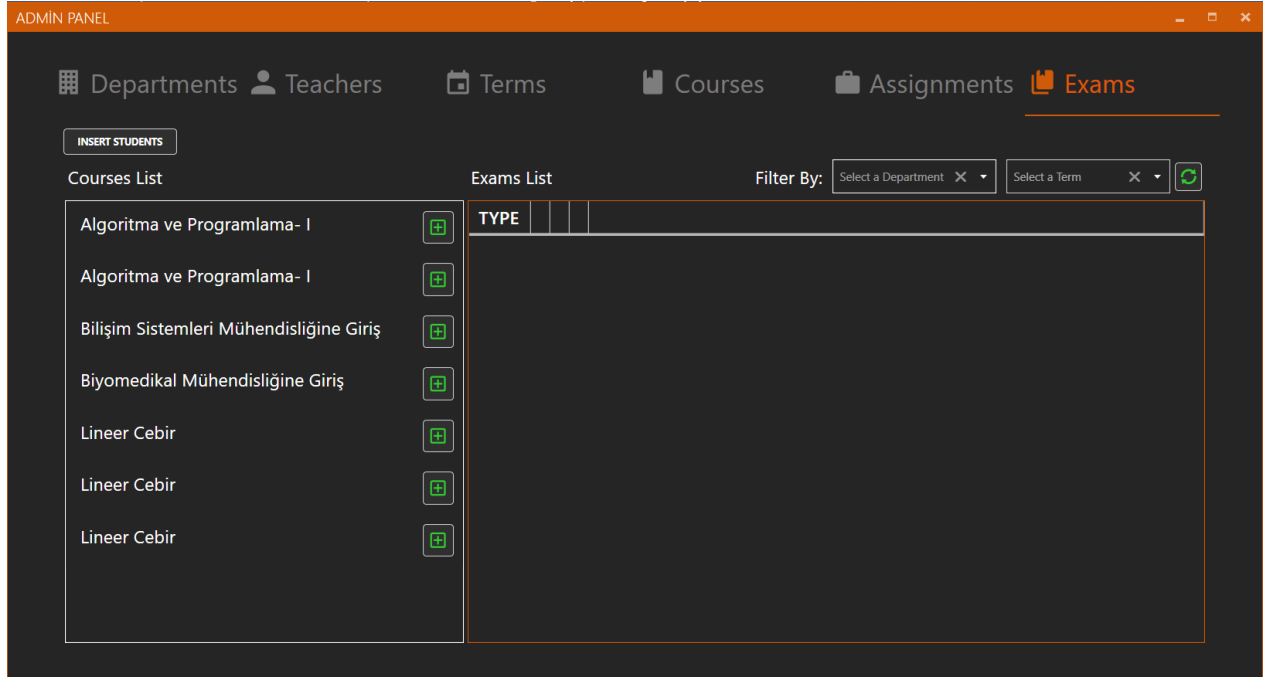 ADMİN PANEL
Departments Teachers Terms Courses Assignments Exams
INSERT STUDENTS
Courses List Exams List Filter By: Select a Department Select a Term
TYPE
Algoritma ve Programlama- I
Algoritma ve Programlama- I
Bilişim Sistemleri Mühendisliğine Giriş
Biyomedikal Mühendisliğine Giriş
Lineer Cebir
Lineer Cebir
Lineer Cebir